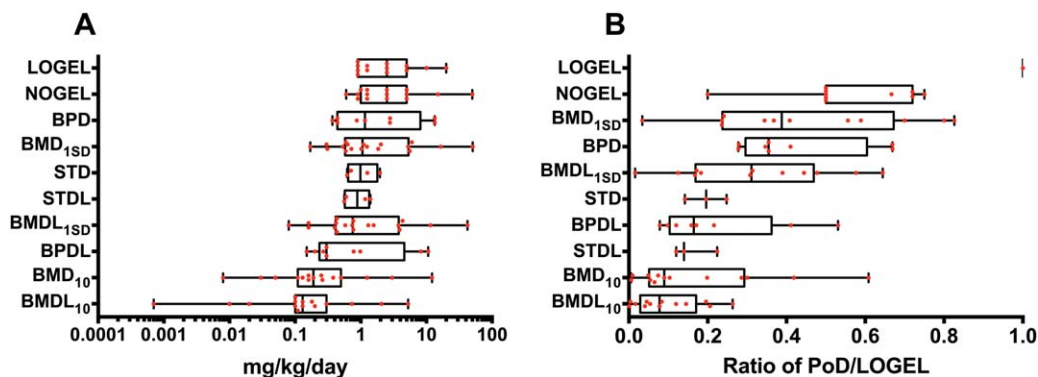 A
LOGEL
NOGEL
BPD
BMD1SD
STD
STDL
BMDL1SD
BPDL
BMD10
BMDL10
0.0001 0.001 0.01 0.1 1 10 100
mg/kg/day
B
LOGEL
NOGEL
BMD1SD
BPD
BMDL1SD
STD
BPDL
STDL
BMD10
BMDL10
0.0 0.2 0.4 0.6 0.8 1.0
Ratio of PoD/LOGEL